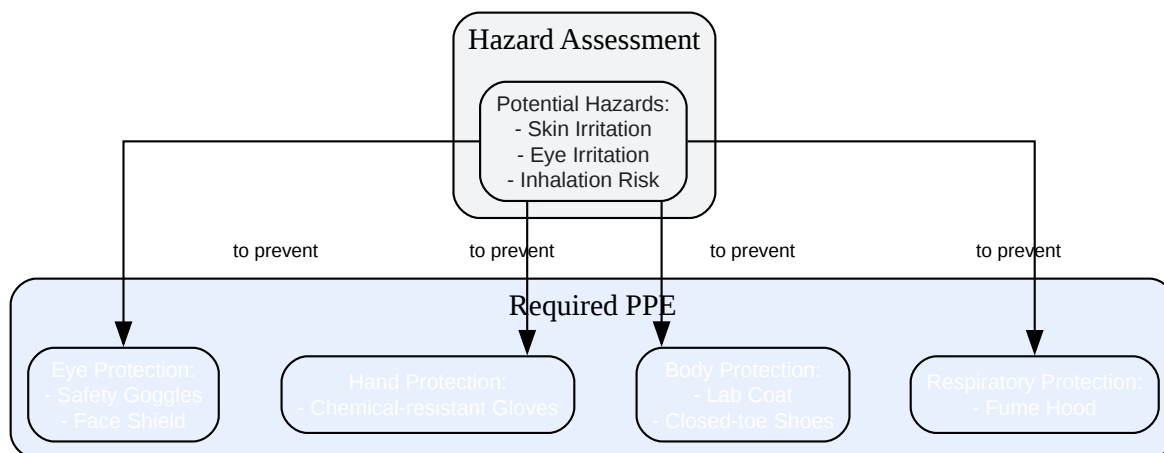 Hazard Assessment
Potential Hazards:
- Skin Irritation
- Eye Irritation
- Inhalation Risk
to prevent
to prevent
to prevent
to prevent
Required PPE
Eye Protection:
- Safety Goggles
- Face Shield
Hand Protection:
- Chemical-resistant Gloves
Body Protection:
- Lab Coat
- Closed-toe Shoes
Respiratory Protection:
- Fume Hood